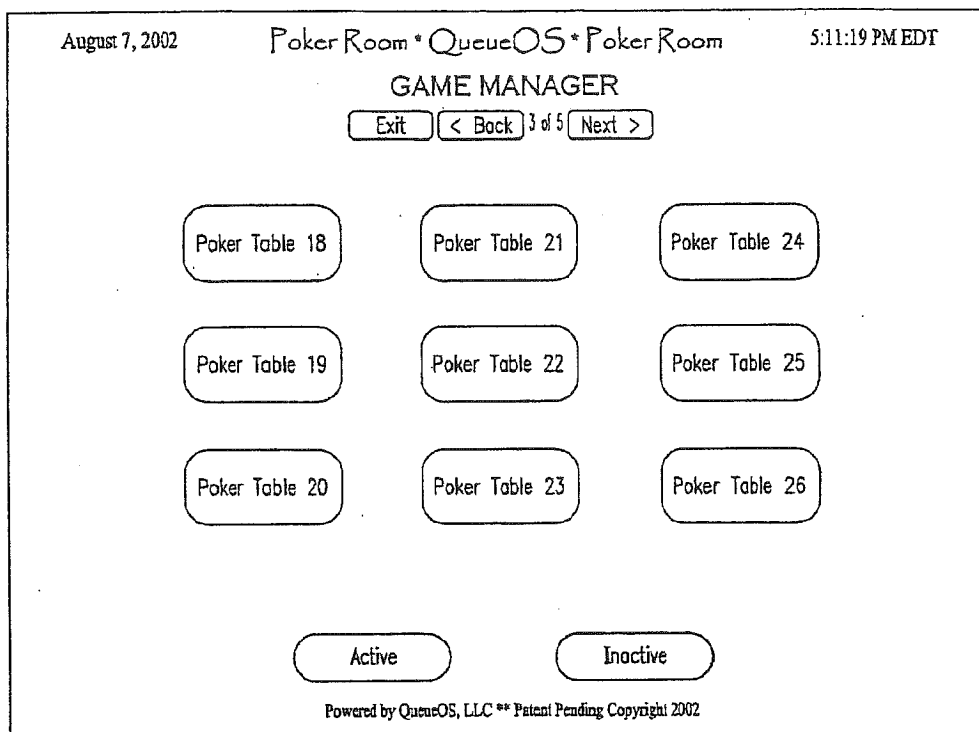 August 7, 2002 Poker Room * QueueOS * Poker Room 5:11:19 PM EDT
GAME MANAGER
Exit < Back 3 of 5 Next >
Poker Table 18 Poker Table 21 Poker Table 24
Poker Table 19 Poker Table 22 Poker Table 25
Poker Table 20 Poker Table 23 Poker Table 26
Active Inactive
Powered by QueueOS, LLC ** Patent Pending Copyright 2002